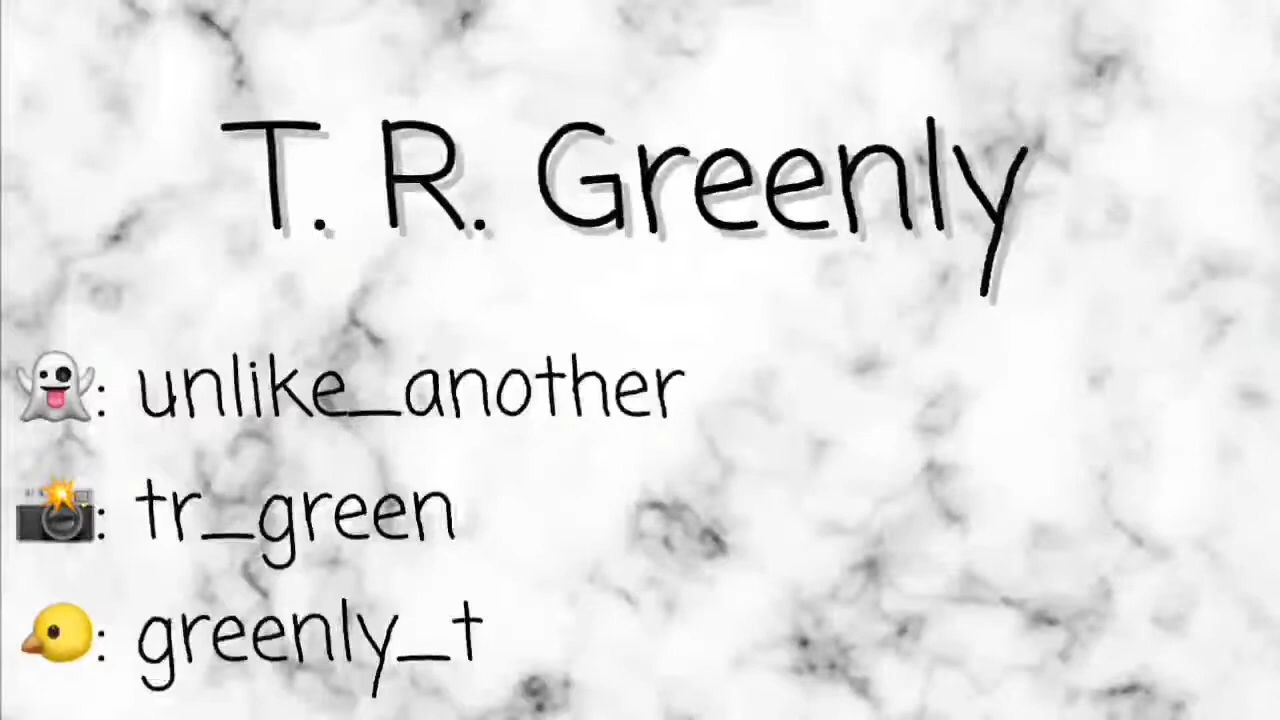 T. R. Greenly
👻: unlike_another
📸: tr_green
🐤: greenly_t